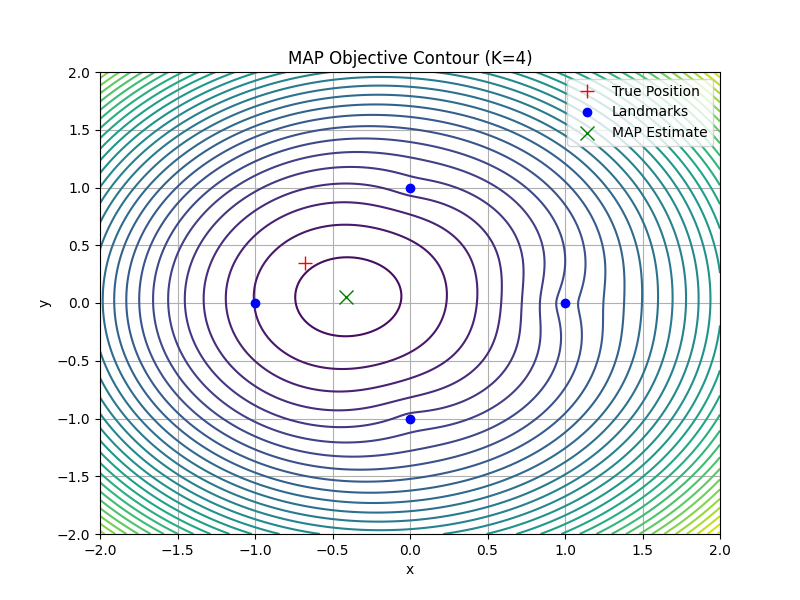 MAP Objective Contour (K=4)
True Position
Landmarks
MAP Estimate
2.0
1.5
1.0
0.5
0.0
−0.5
−1.0
−1.5
−2.0
y
−2.0 −1.5 −1.0 −0.5 0.0 0.5 1.0 1.5 2.0
x